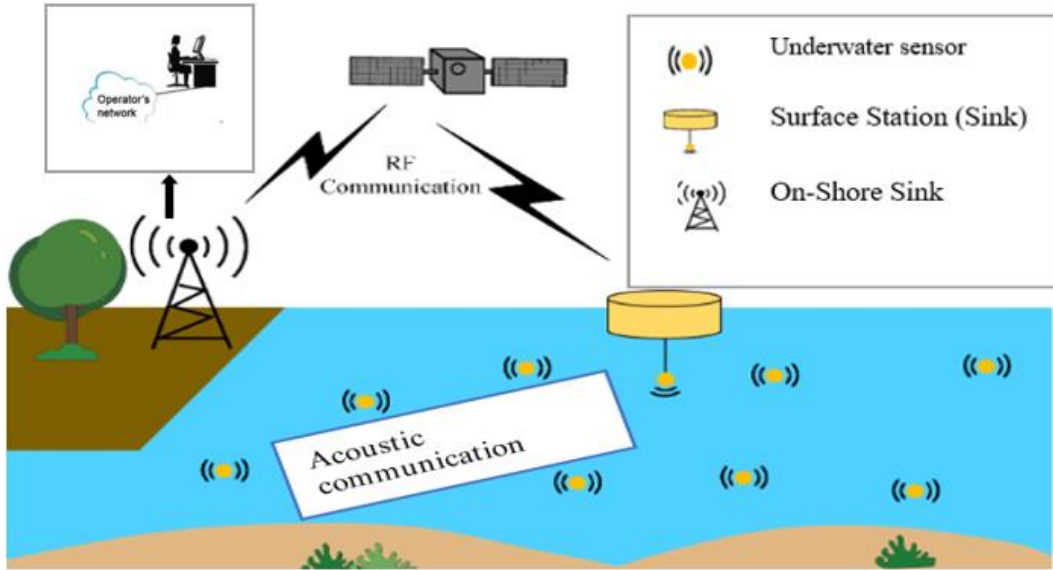 Operator's
network
RF
Communication
Underwater sensor
Surface Station (Sink)
On-Shore Sink
Acoustic
communication